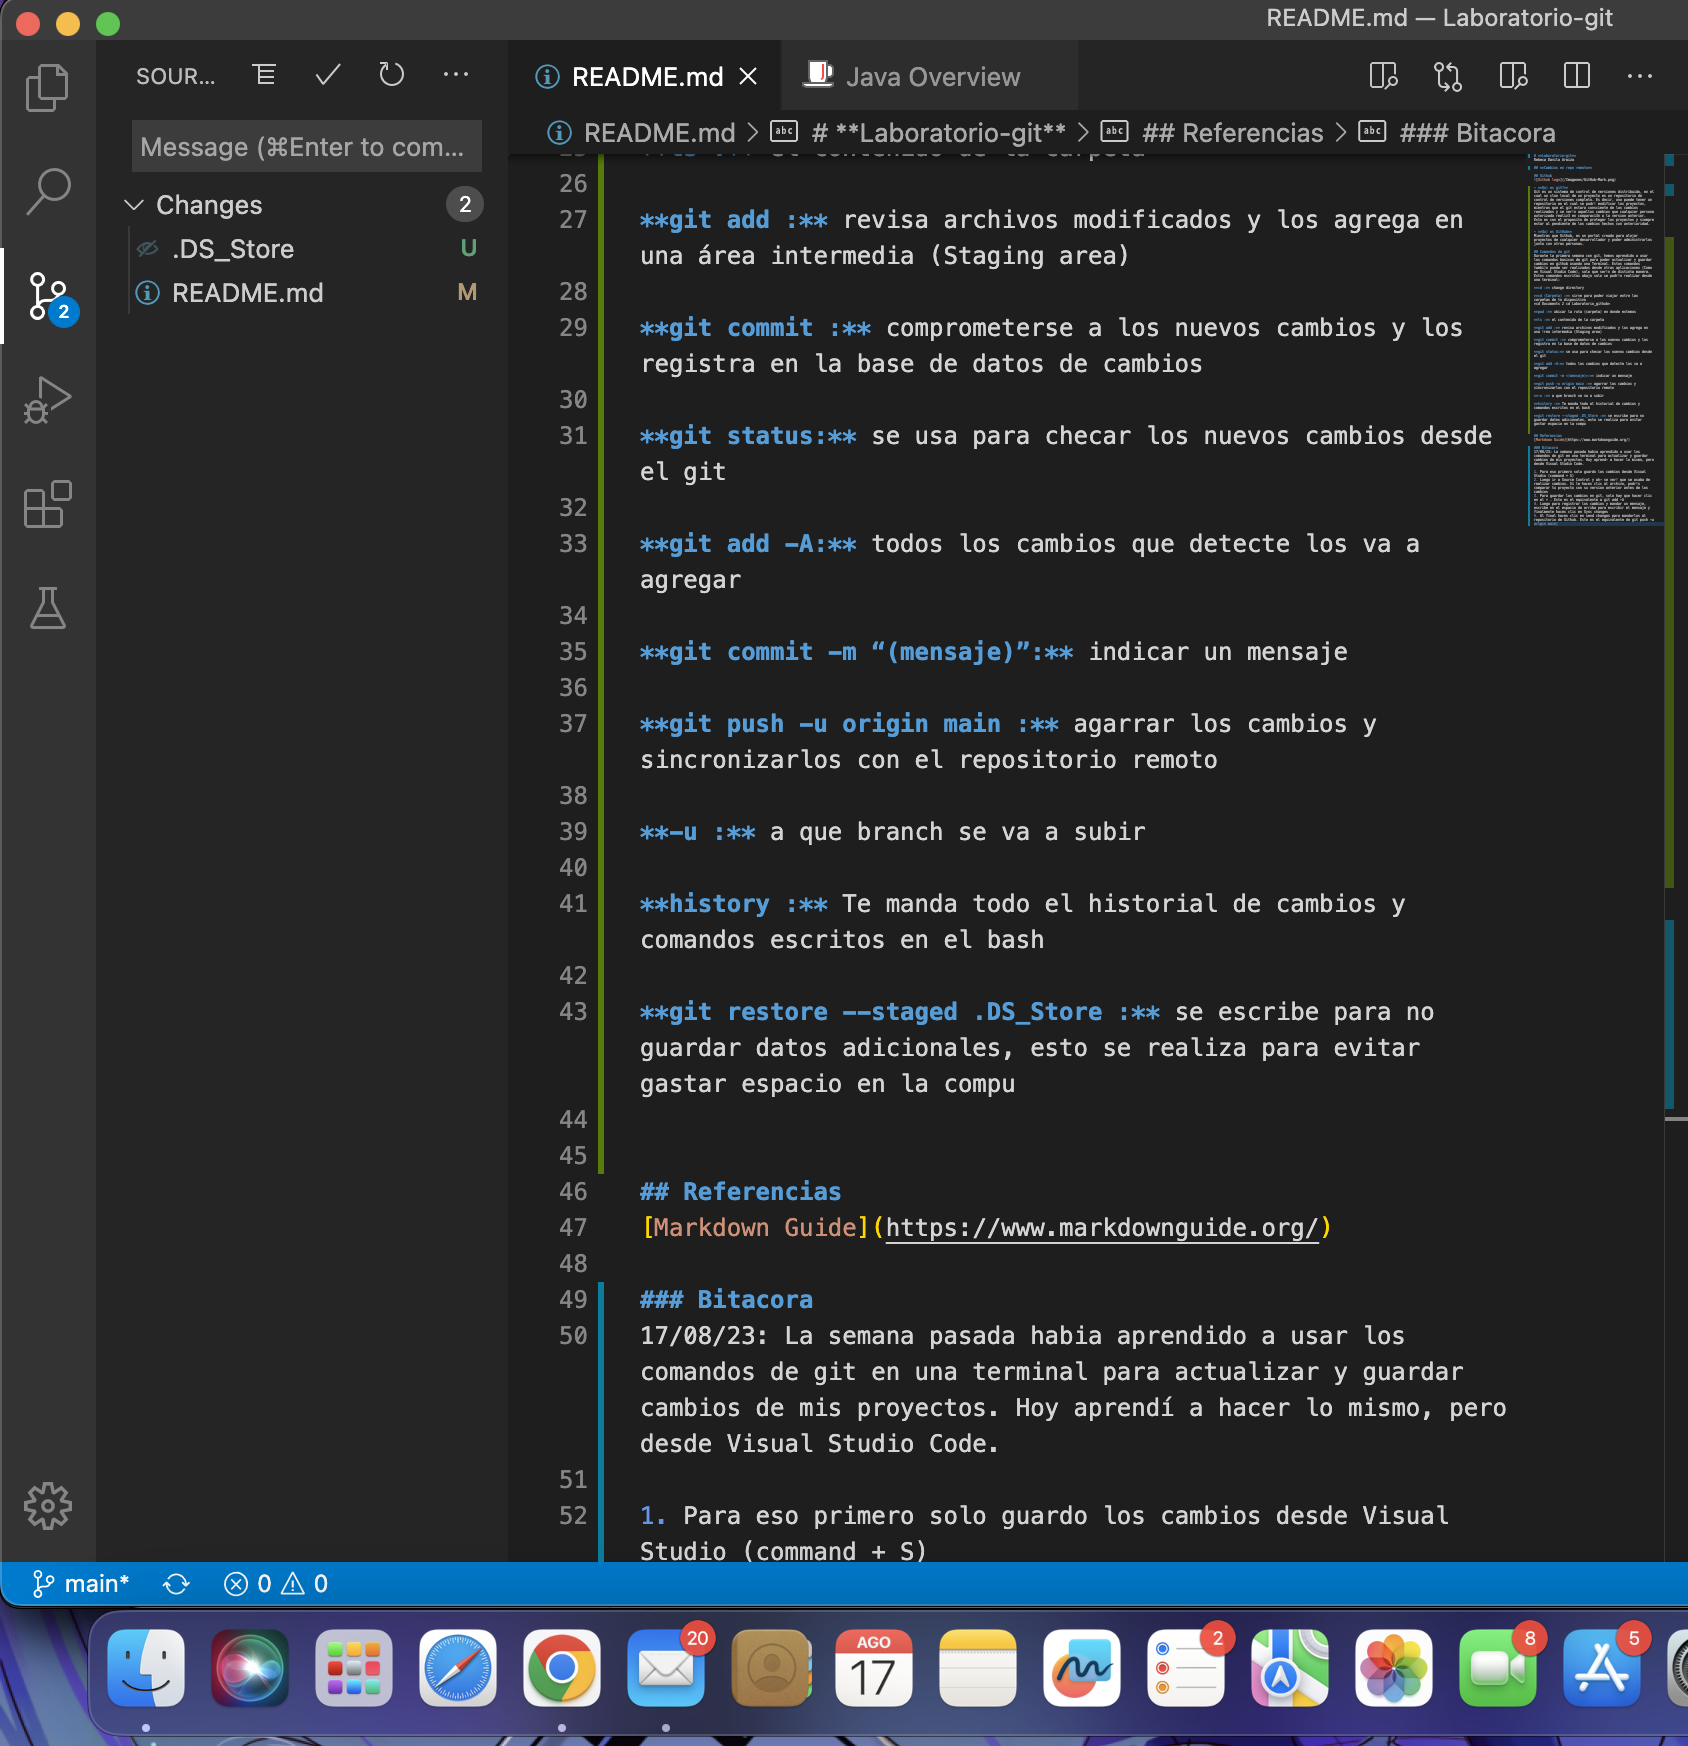 README.md — Laboratorio-git
SOUR...
README.md
Java Overview
README.md > # **Laboratorio-git** > ## Referencias > ### Bitacora
Message (⌘Enter to com...
Changes 2
.DS_Store U
README.md M
2
26
27 **git add :** revisa archivos modificados y los agrega en
una área intermedia (Staging area)
28
29 **git commit :** comprometerse a los nuevos cambios y los
registra en la base de datos de cambios
30
31 **git status:** se usa para checar los nuevos cambios desde
el git
32
33 **git add -A:** todos los cambios que detecte los va a
agregar
34
35 **git commit -m “(mensaje)”:** indicar un mensaje
36
37 **git push -u origin main :** agarrar los cambios y
sincronizarlos con el repositorio remoto
38
39 **-u :** a que branch se va a subir
40
41 **history :** Te manda todo el historial de cambios y
comandos escritos en el bash
42
43 **git restore --staged .DS_Store :** se escribe para no
guardar datos adicionales, esto se realiza para evitar
gastar espacio en la compu
44
45
46 ## Referencias
47 [Markdown Guide](https://www.markdownguide.org/)
48
49 ### Bitacora
50 17/08/23: La semana pasada habia aprendido a usar los
comandos de git en una terminal para actualizar y guardar
cambios de mis proyectos. Hoy aprendí a hacer lo mismo, pero
desde Visual Studio Code.
51
52 1. Para eso primero solo guardo los cambios desde Visual
Studio (command + S)
main* 0 0
20
AGO
17
2
8
5